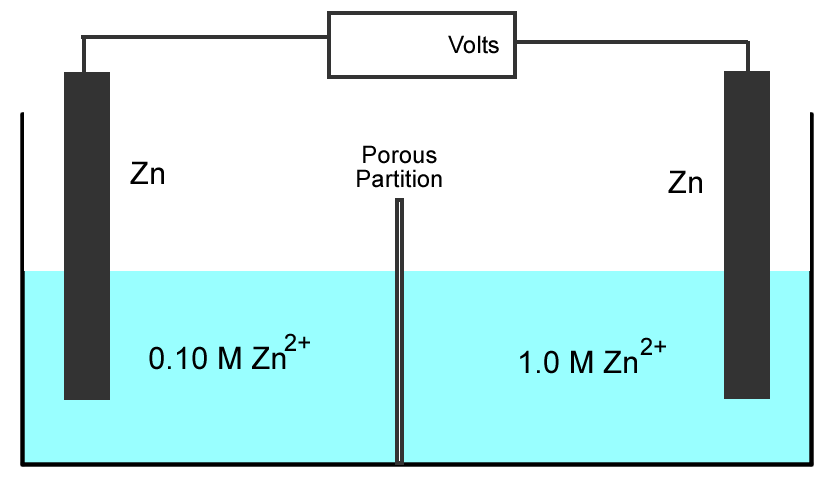 Volts
Porous
Partition
Zn
Zn
0.10 M Zn²⁺
1.0 M Zn²⁺